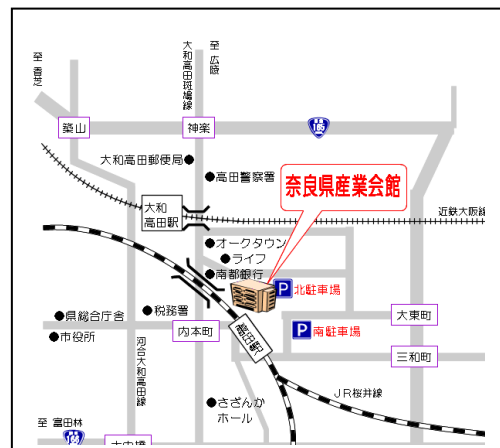 至 香芝
大和高田斑鳩線
至 広陵
築山
神楽
165
大和高田郵便局
高田警察署
奈良県産業会館
大和
高田駅
近鉄大阪線
オークタウン
ライフ
南都銀行
P 北駐車場
県総合庁舎
税務署
市役所
内本町
高田駅
P 南駐車場
大東町
三和町
河合大和高田線
JR桜井線
さざんか
ホール
至 富田林